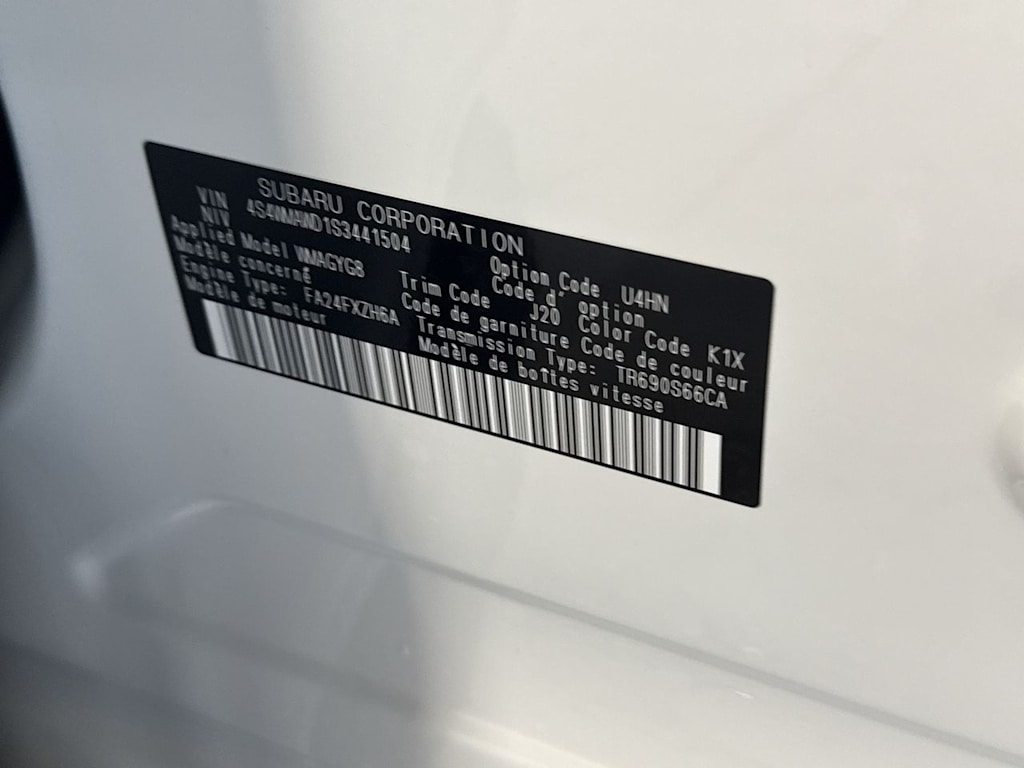 SUBARU CORPORATION
VIN
NIV 4S4WMAWD1S3441504
Applied Model WMAGYG8 Option Code U4HN
Modèle concerné Code d' option
Trim Code J20 Color Code K1X
Code de garniture Code de couleur
Engine Type: FA24FXZH6A Transmission Type: TR690S66CA
Modèle de moteur Modèle de boîtes vitesse